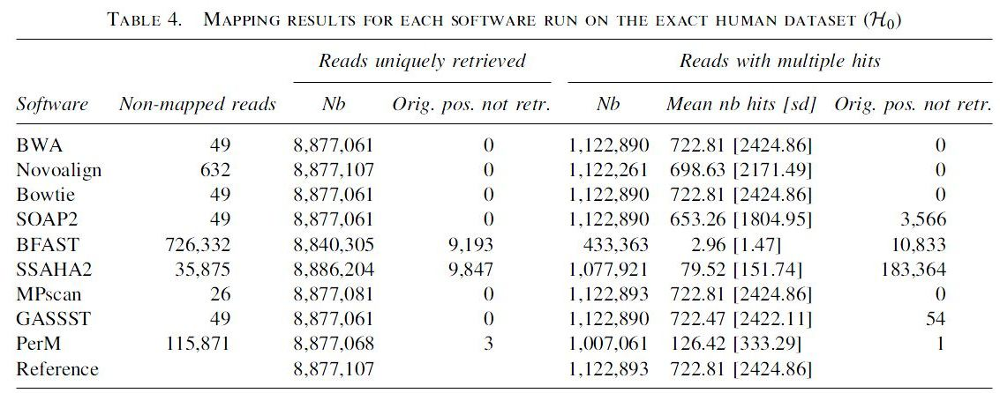 TABLE 4. MAPPING RESULTS FOR EACH SOFTWARE RUN ON THE EXACT HUMAN DATASET (ℋ₀)
Reads uniquely retrieved Reads with multiple hits
Software Non-mapped reads Nb Orig. pos. not retr. Nb Mean nb hits [sd] Orig. pos. not retr.
BWA 49 8,877,061 0 1,122,890 722.81 [2424.86] 0
Novoalign 632 8,877,107 0 1,122,261 698.63 [2171.49] 0
Bowtie 49 8,877,061 0 1,122,890 722.81 [2424.86] 0
SOAP2 49 8,877,061 0 1,122,890 653.26 [1804.95] 3,566
BFAST 726,332 8,840,305 9,193 433,363 2.96 [1.47] 10,833
SSAHA2 35,875 8,886,204 9,847 1,077,921 79.52 [151.74] 183,364
MPscan 26 8,877,081 0 1,122,893 722.81 [2424.86] 0
GASSST 49 8,877,061 0 1,122,890 722.47 [2422.11] 54
PerM 115,871 8,877,068 3 1,007,061 126.42 [333.29] 1
Reference 8,877,107 1,122,893 722.81 [2424.86]